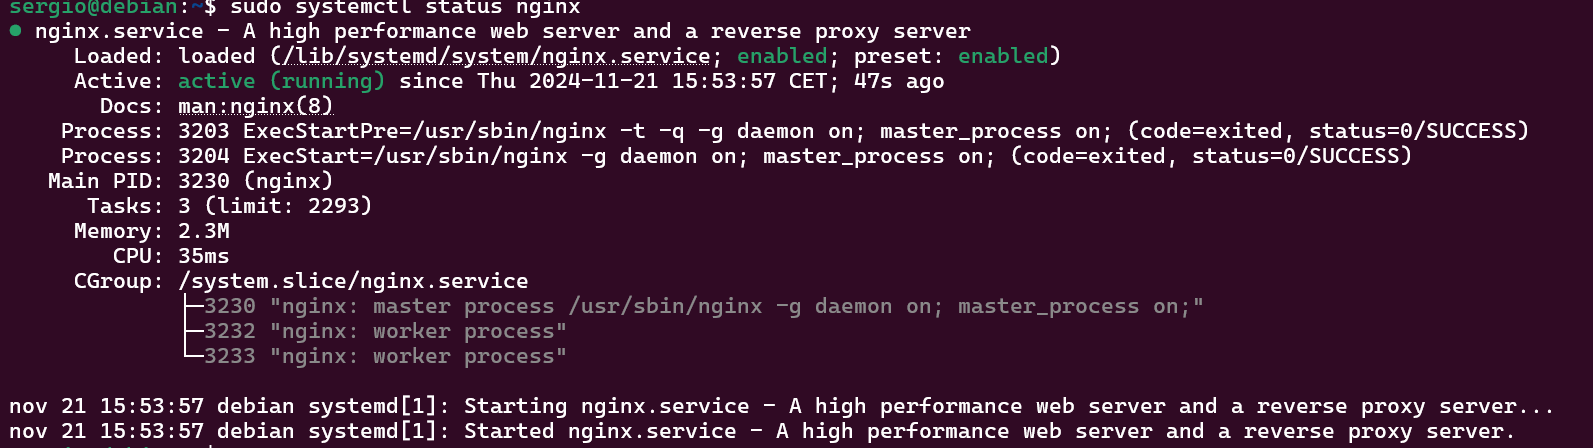 sergio@debian:~$ sudo systemctl status nginx
● nginx.service - A high performance web server and a reverse proxy server
     Loaded: loaded (/lib/systemd/system/nginx.service; enabled; preset: enabled)
     Active: active (running) since Thu 2024-11-21 15:53:57 CET; 47s ago
       Docs: man:nginx(8)
    Process: 3203 ExecStartPre=/usr/sbin/nginx -t -q -g daemon on; master_process on; (code=exited, status=0/SUCCESS)
    Process: 3204 ExecStart=/usr/sbin/nginx -g daemon on; master_process on; (code=exited, status=0/SUCCESS)
   Main PID: 3230 (nginx)
      Tasks: 3 (limit: 2293)
     Memory: 2.3M
        CPU: 35ms
     CGroup: /system.slice/nginx.service
             ├─3230 "nginx: master process /usr/sbin/nginx -g daemon on; master_process on;"
             ├─3232 "nginx: worker process"
             └─3233 "nginx: worker process"

nov 21 15:53:57 debian systemd[1]: Starting nginx.service - A high performance web server and a reverse proxy server...
nov 21 15:53:57 debian systemd[1]: Started nginx.service - A high performance web server and a reverse proxy server.